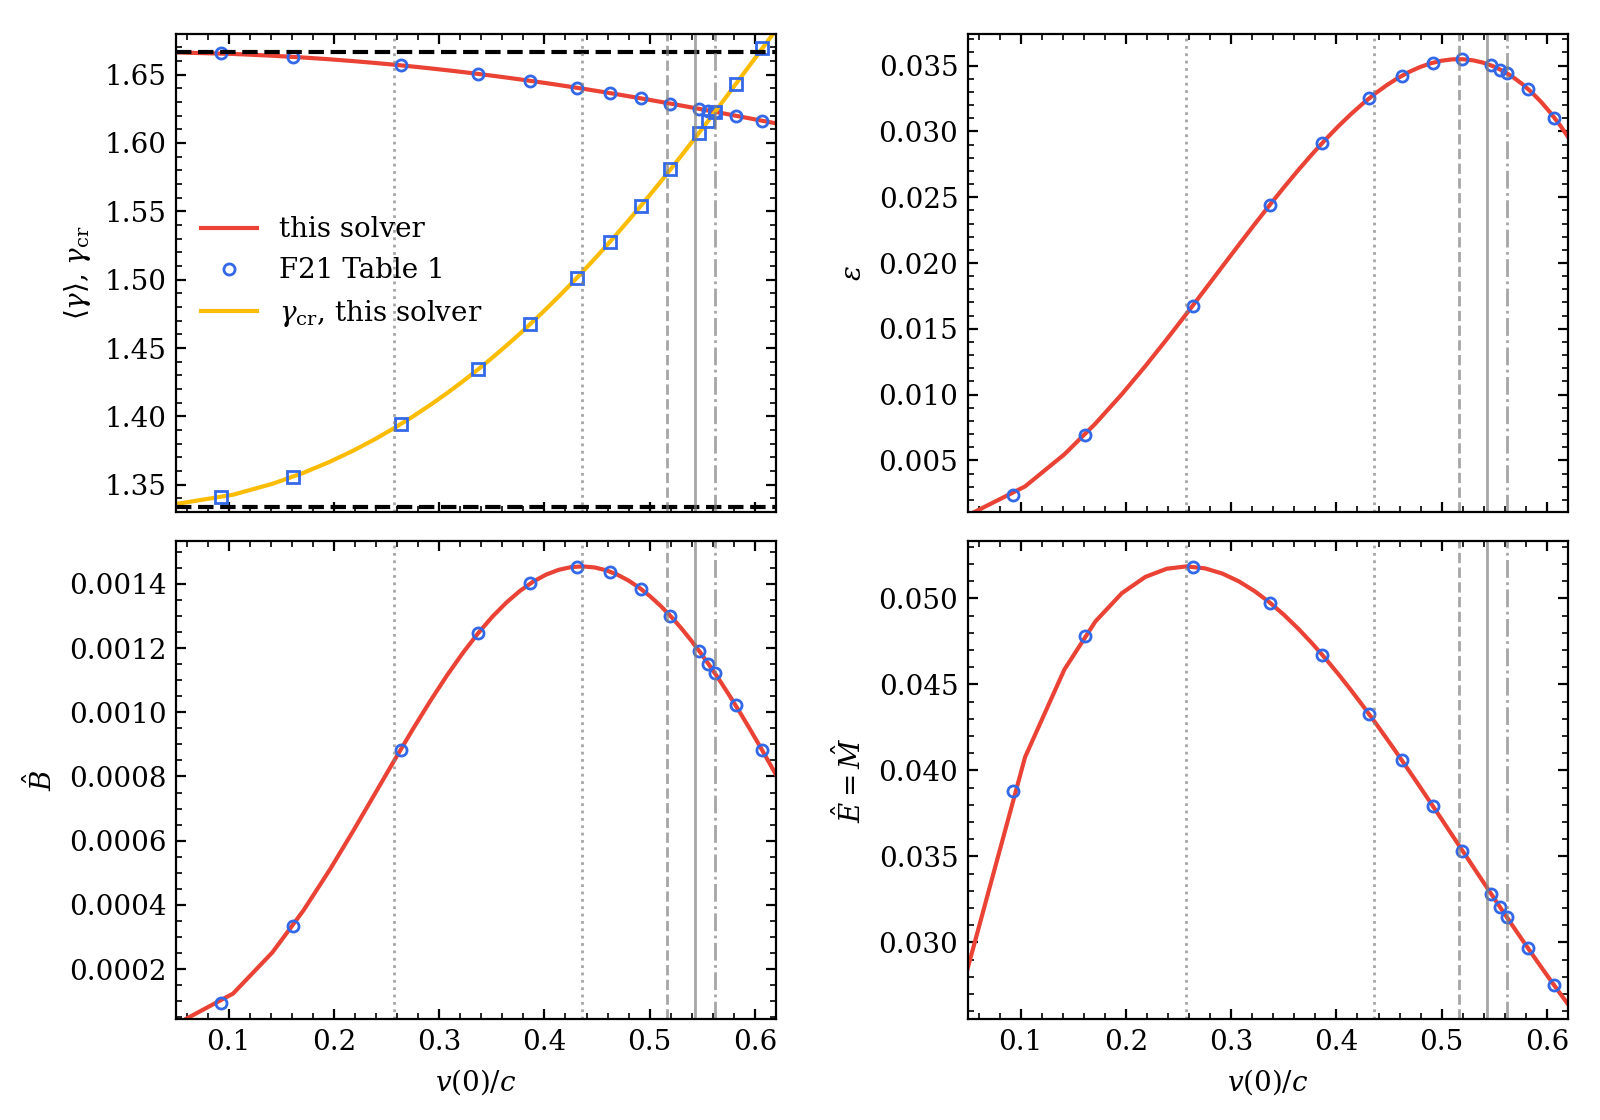 1.65
1.60
1.55
1.50
1.45
1.40
1.35
⟨γ⟩, γcr
this solver
F21 Table 1
γcr, this solver
0.035
0.030
0.025
0.020
0.015
0.010
0.005
ε
0.0014
0.0012
0.0010
0.0008
0.0006
0.0004
0.0002
B̂
0.1 0.2 0.3 0.4 0.5 0.6
v(0)/c
0.050
0.045
0.040
0.035
0.030
Ê = M̂
0.1 0.2 0.3 0.4 0.5 0.6
v(0)/c